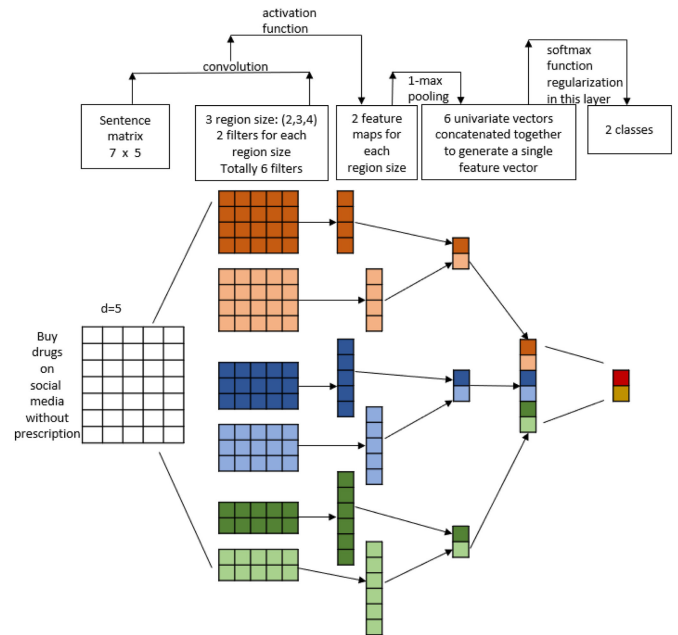 activation
function
convolution
1-max
pooling
softmax
function
regularization
in this layer
Sentence
matrix
7 x 5
3 region size: (2,3,4)
2 filters for each
region size
Totally 6 filters
2 feature
maps for
each
region size
6 univariate vectors
concatenated together
to generate a single
feature vector
2 classes
d=5
Buy
drugs
on
social
media
without
prescription